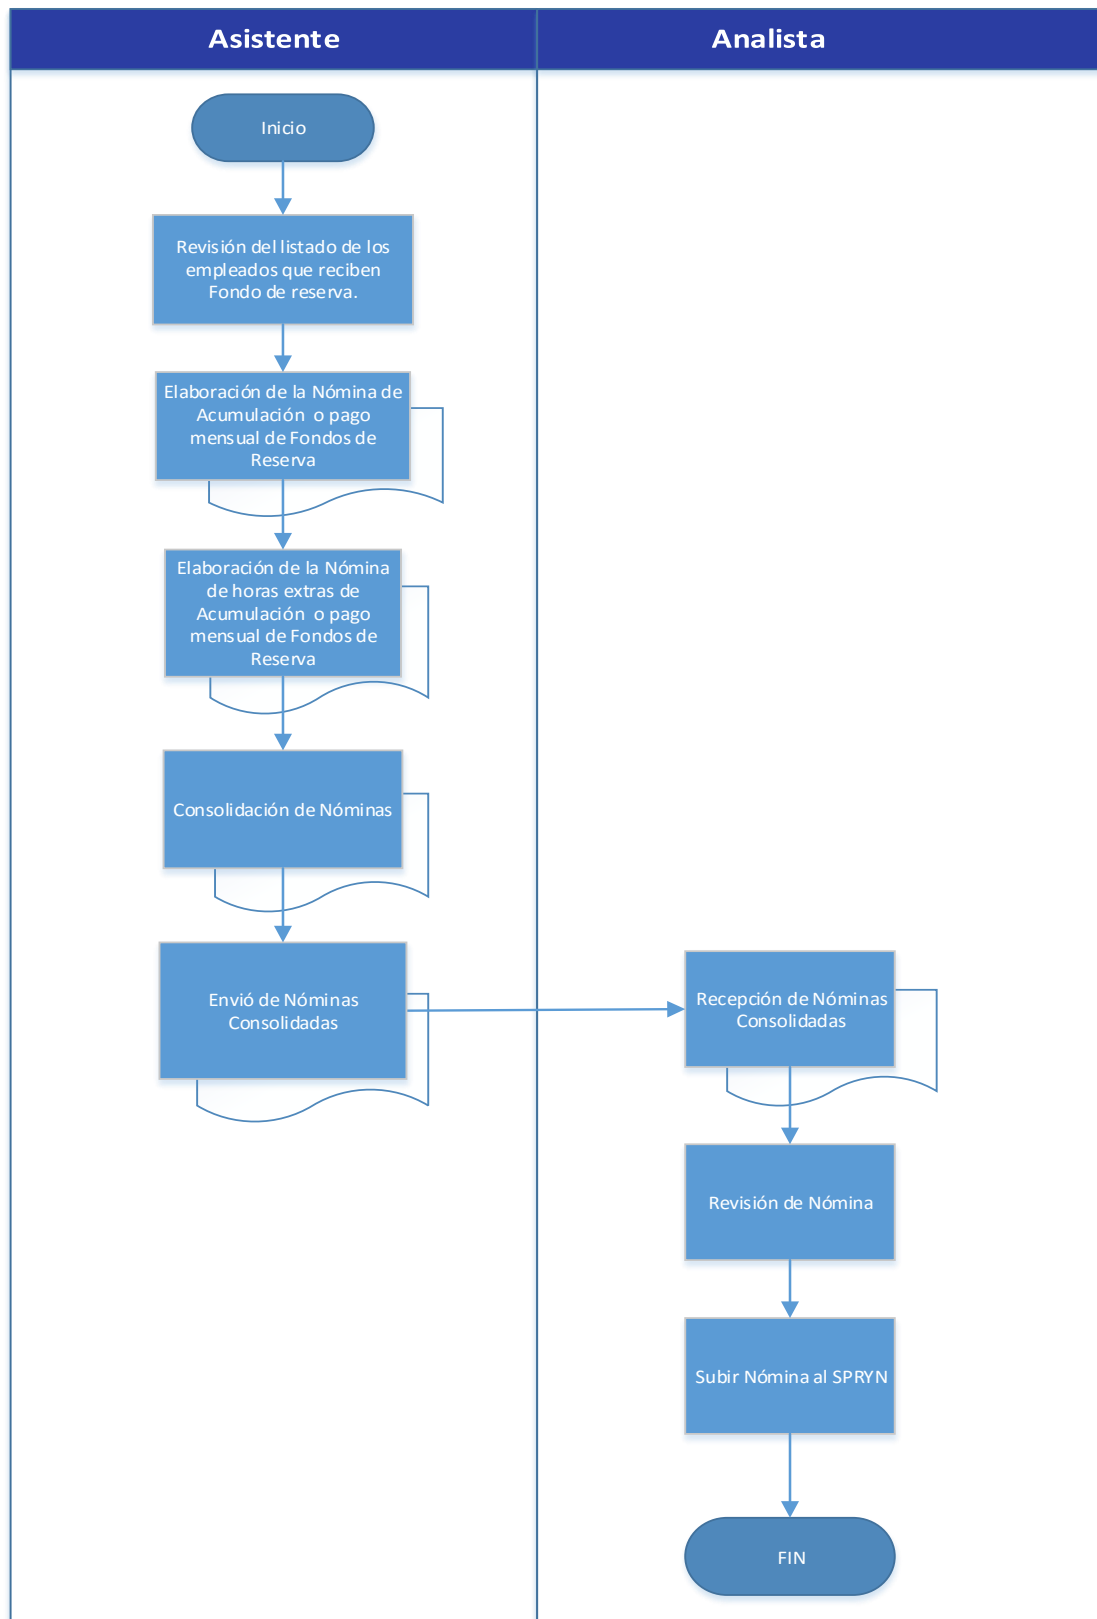 Asistente
Analista
Inicio
Revisión del listado de los
empleados que reciben
Fondo de reserva.
Elaboración de la Nómina de
Acumulación o pago
mensual de Fondos de
Reserva
Elaboración de la Nómina
de horas extras de
Acumulación o pago
mensual de Fondos de
Reserva
Consolidación de Nóminas
Envió de Nóminas
Consolidadas
Recepción de Nóminas
Consolidadas
Revisión de Nómina
Subir Nómina al SPRYN
FIN